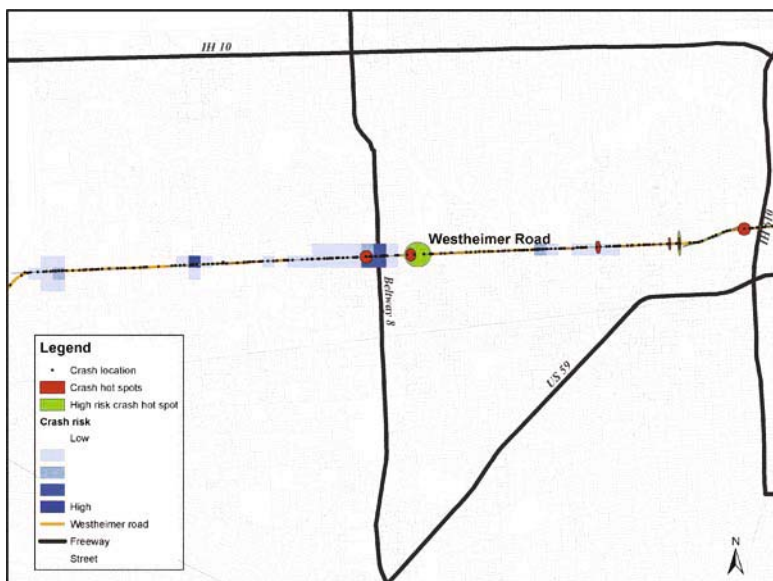 IH 10
Westheimer Road
IH 610
Beltway 8
US 59
Legend
Crash location
Crash hot spots
High risk crash hot spot
Crash risk
Low
High
Westheimer road
Freeway
Street
N